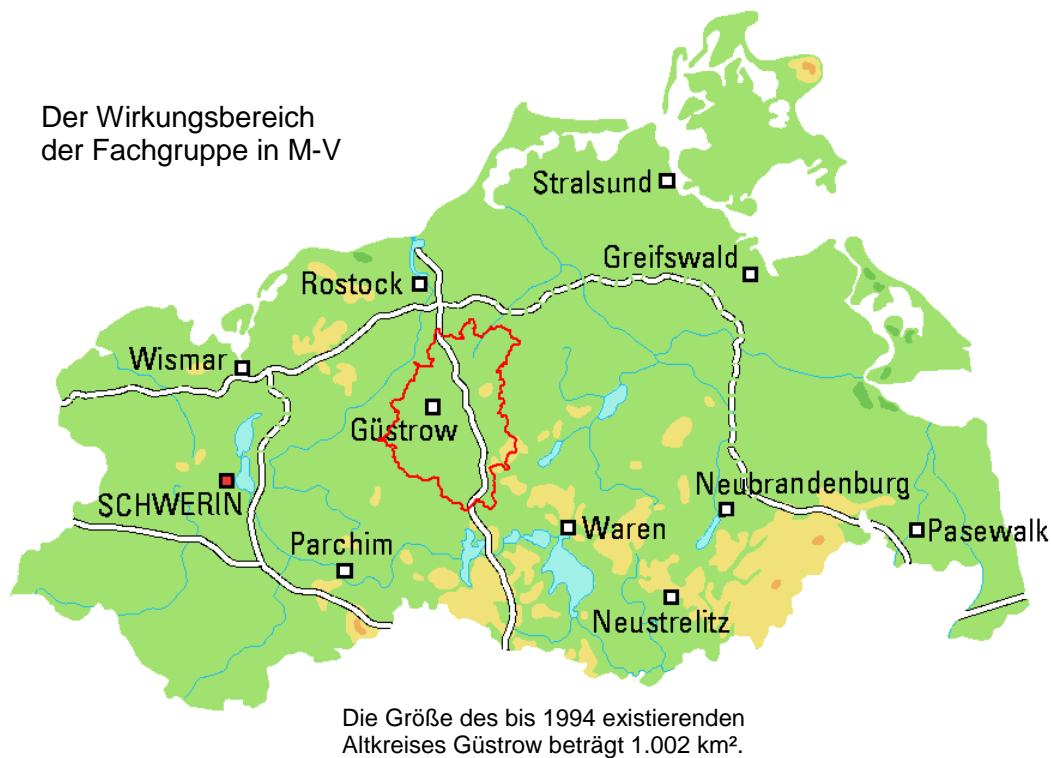 Der Wirkungsbereich
der Fachgruppe in M-V
Stralsund
Greifswald
Rostock
Wismar
Güstrow
SCHWERIN
Neubrandenburg
Waren
Pasewalk
Parchim
Neustrelitz
Die Größe des bis 1994 existierenden
Altkreises Güstrow beträgt 1.002 km².